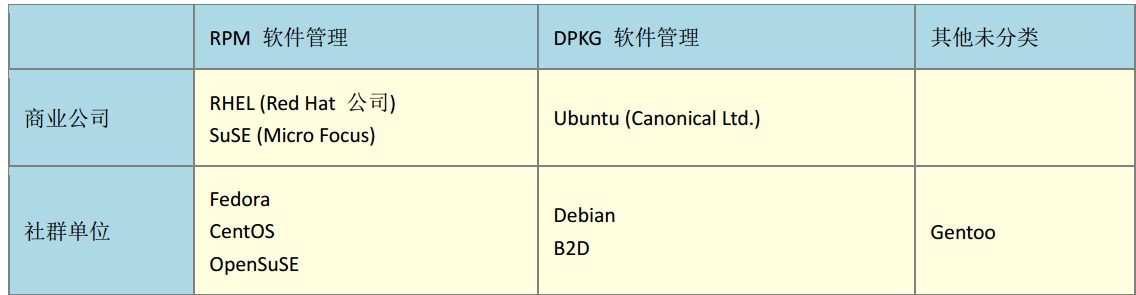 RPM 软件管理
DPKG 软件管理
其他未分类
商业公司
RHEL (Red Hat 公司)
SuSE (Micro Focus)
Ubuntu (Canonical Ltd.)
社群单位
Fedora
CentOS
OpenSuSE
Debian
B2D
Gentoo